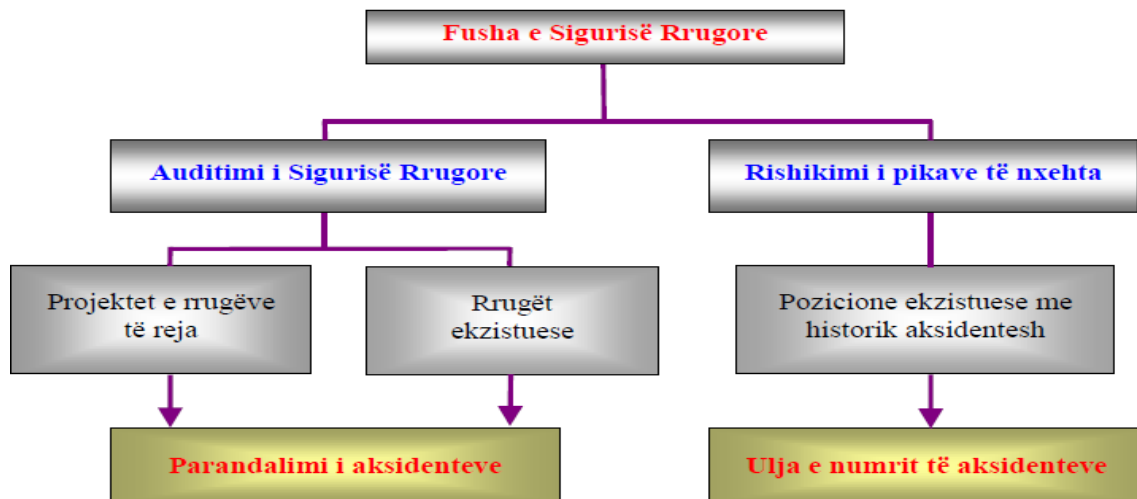 Fusha e Sigurisë Rrugore
Auditimi i Sigurisë Rrugore
Rishikimi i pikave të nxehta
Projektet e rrugëve
të reja
Rrugët
ekzistuese
Pozicione ekzistuese me
historik aksidentesh
Parandalimi i aksidenteve
Ulja e numrit të aksidenteve